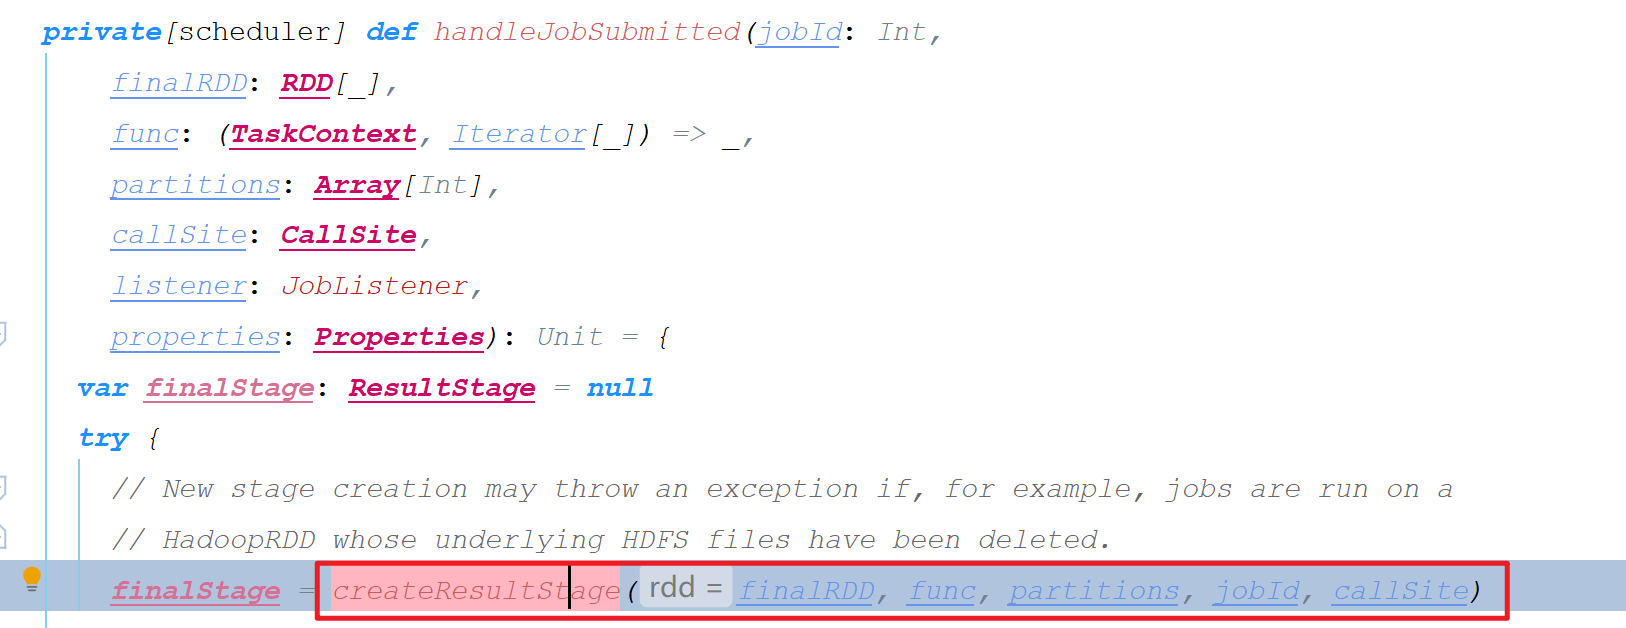 private[scheduler] def handleJobSubmitted(jobId: Int,
finalRDD: RDD[_],
func: (TaskContext, Iterator[_]) => _,
partitions: Array[Int],
callSite: CallSite,
listener: JobListener,
properties: Properties): Unit = {
var finalStage: ResultStage = null
try {
// New stage creation may throw an exception if, for example, jobs are run on a
// HadoopRDD whose underlying HDFS files have been deleted.
finalStage = createResultStage( rdd = finalRDD, func, partitions, jobId, callSite)